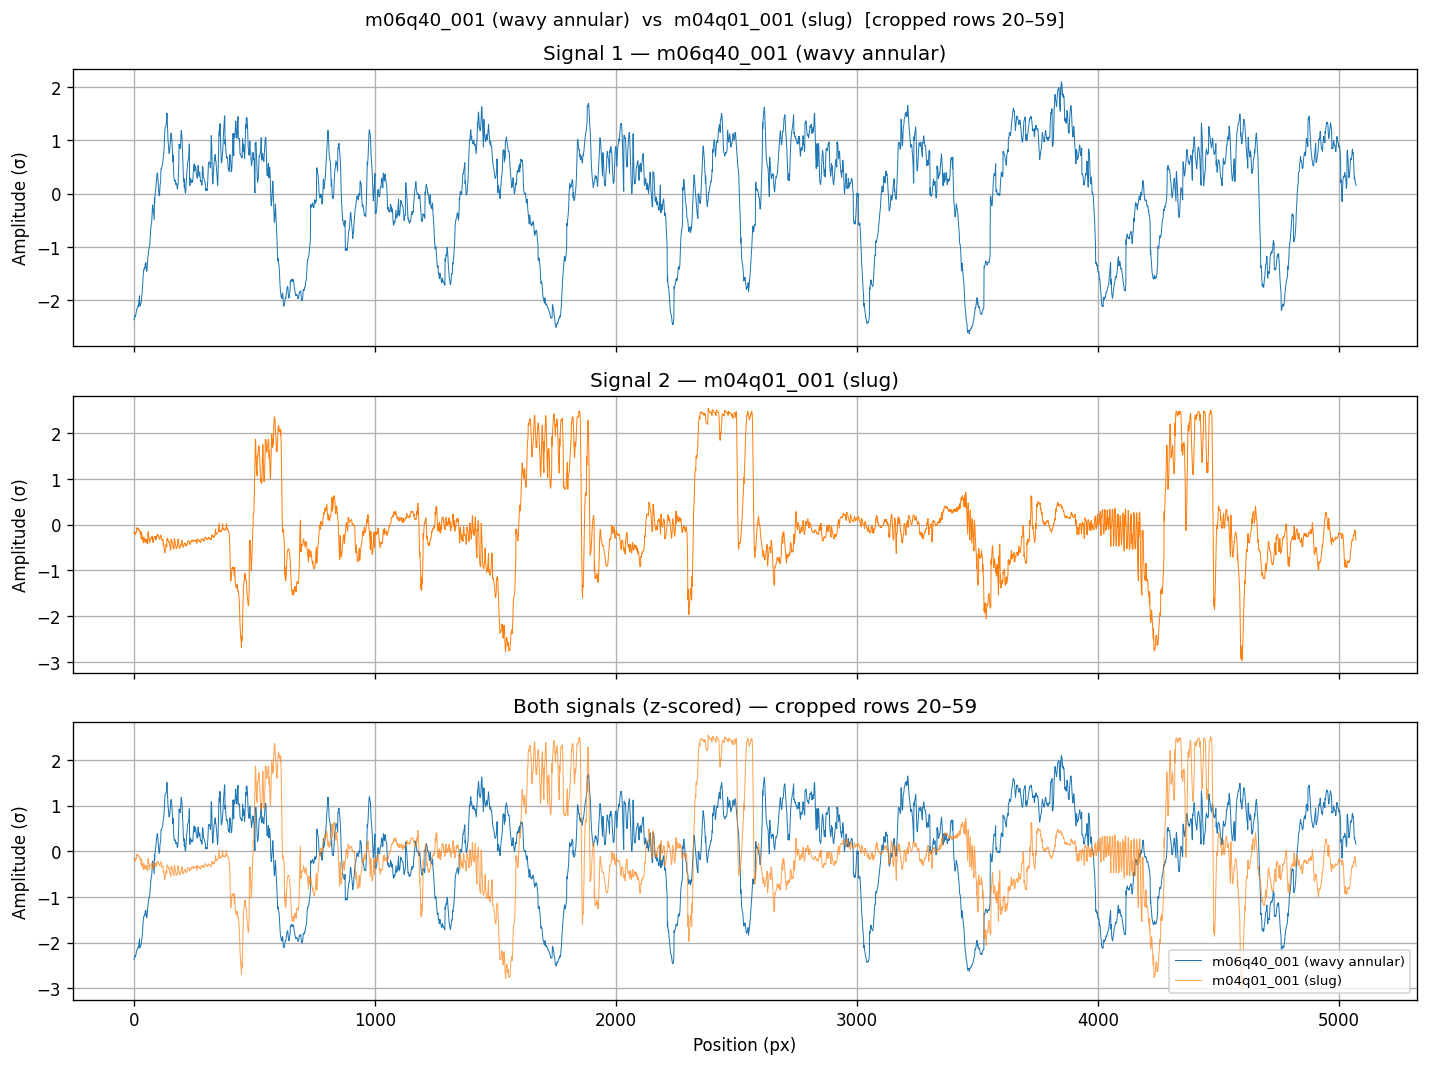 m06q40_001 (wavy annular)  vs  m04q01_001 (slug)  [cropped rows 20–59]
Signal 1 — m06q40_001 (wavy annular)
Amplitude (σ)
2
1
0
−1
−2
Signal 2 — m04q01_001 (slug)
Amplitude (σ)
2
1
0
−1
−2
−3
Both signals (z-scored) — cropped rows 20–59
Amplitude (σ)
2
1
0
−1
−2
−3
m06q40_001 (wavy annular)
m04q01_001 (slug)
0 1000 2000 3000 4000 5000
Position (px)